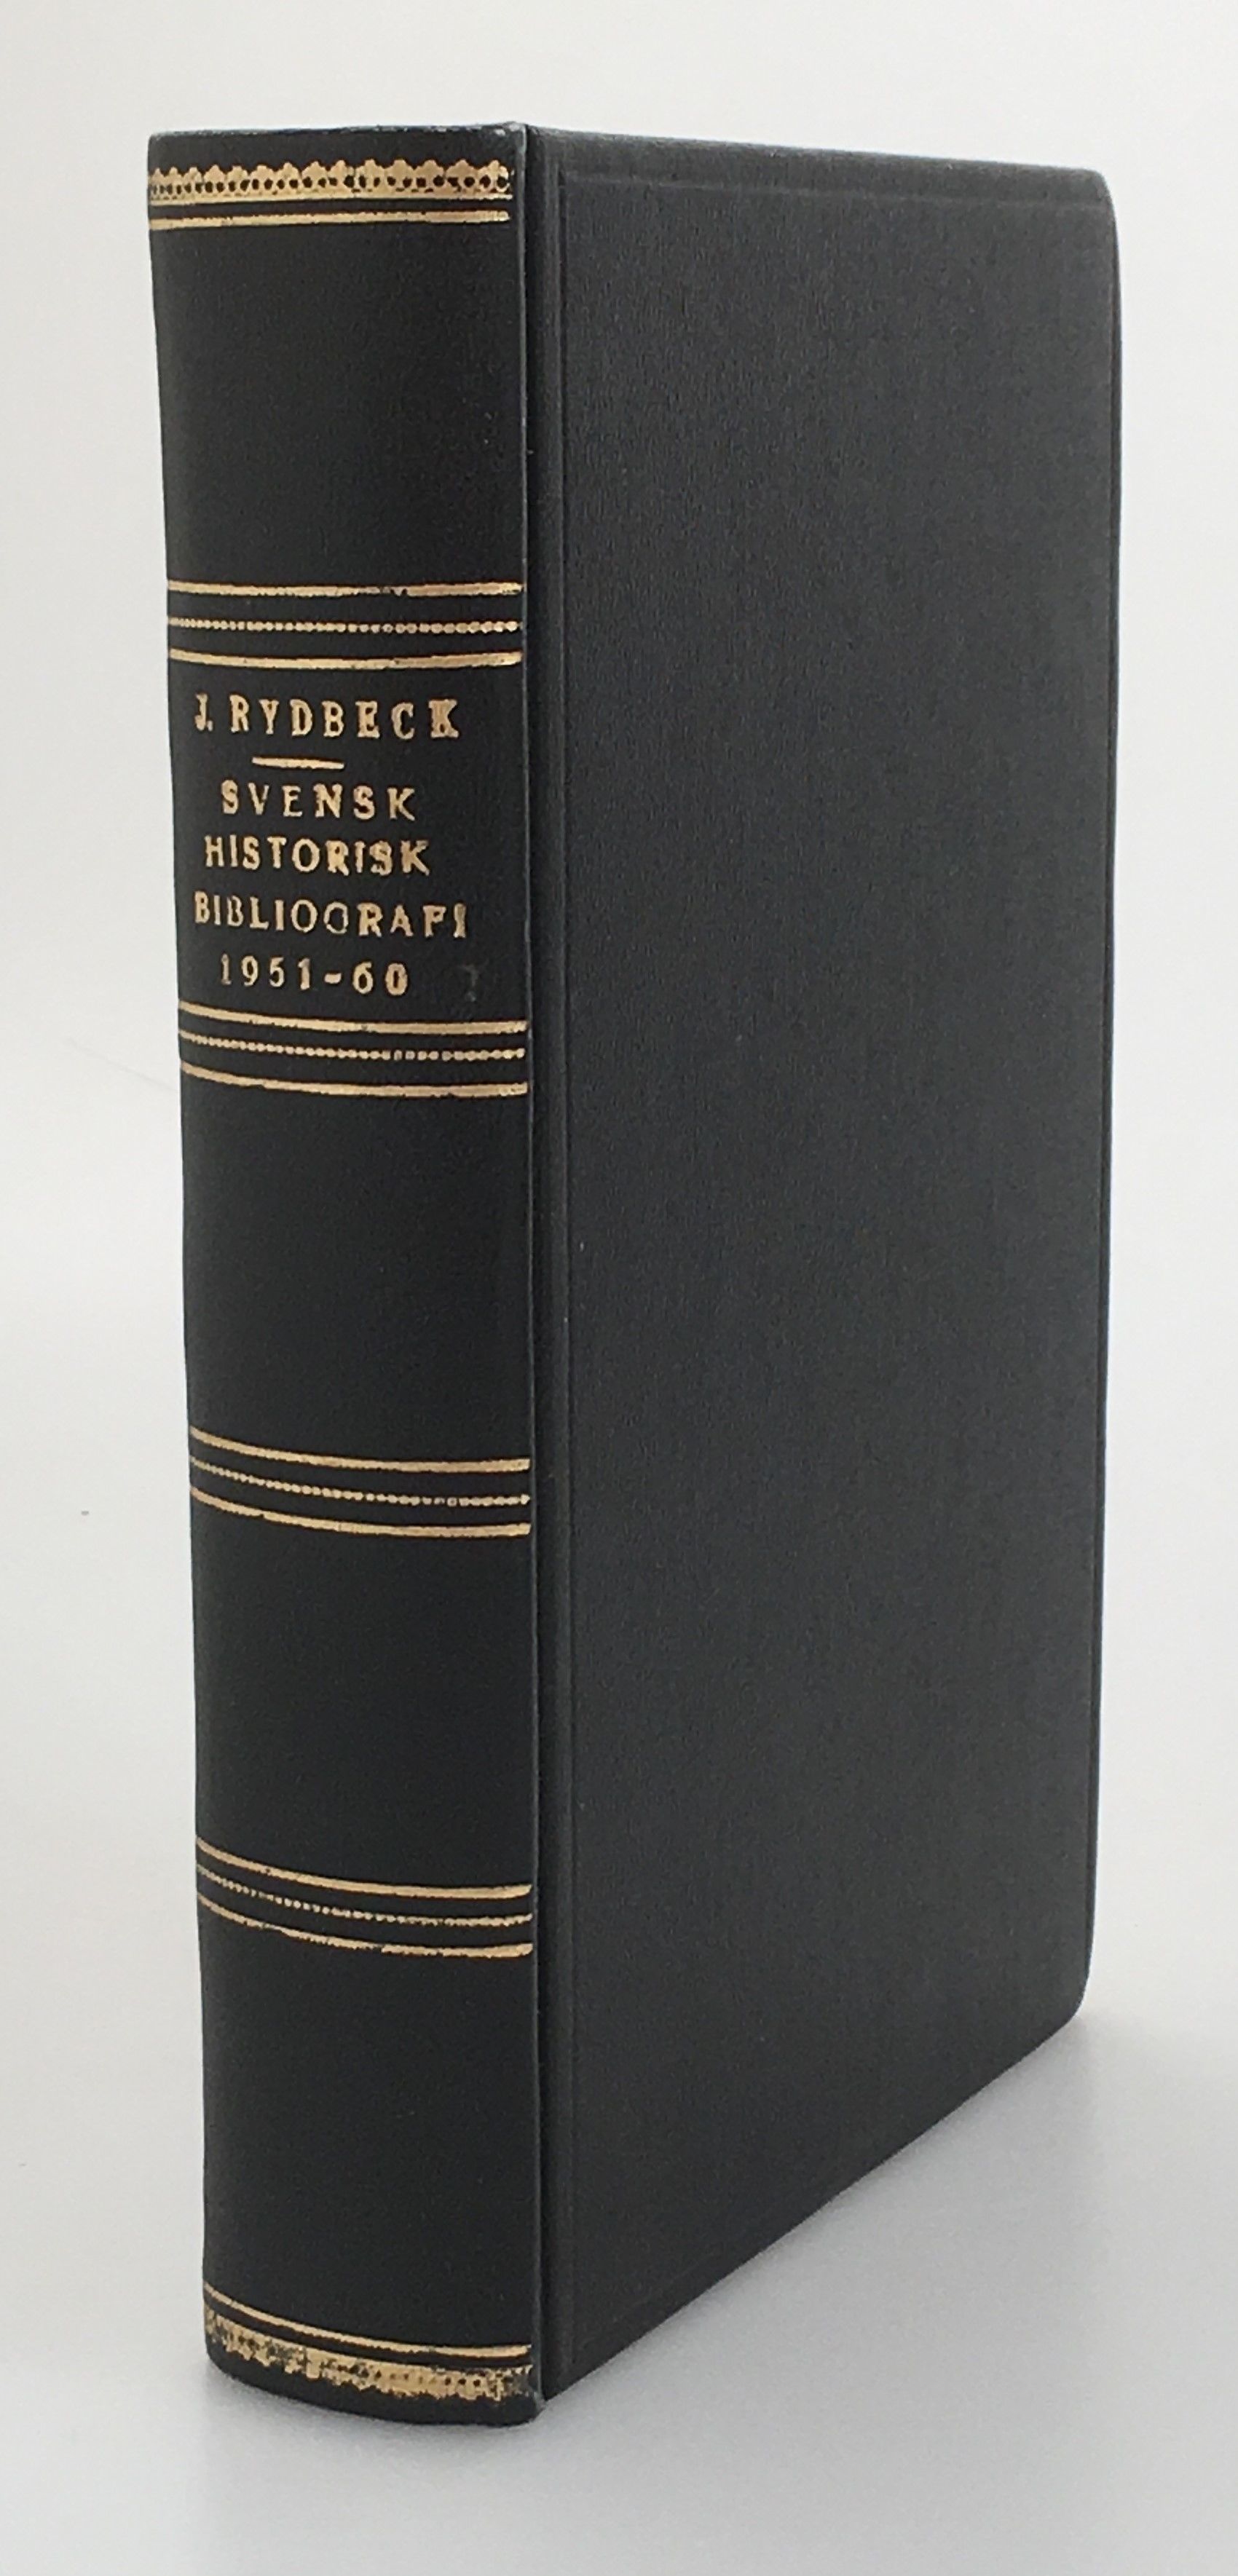 J. RYDBECK
SVENSK
HISTORISK
BIBLIOGRAFI
1951-60